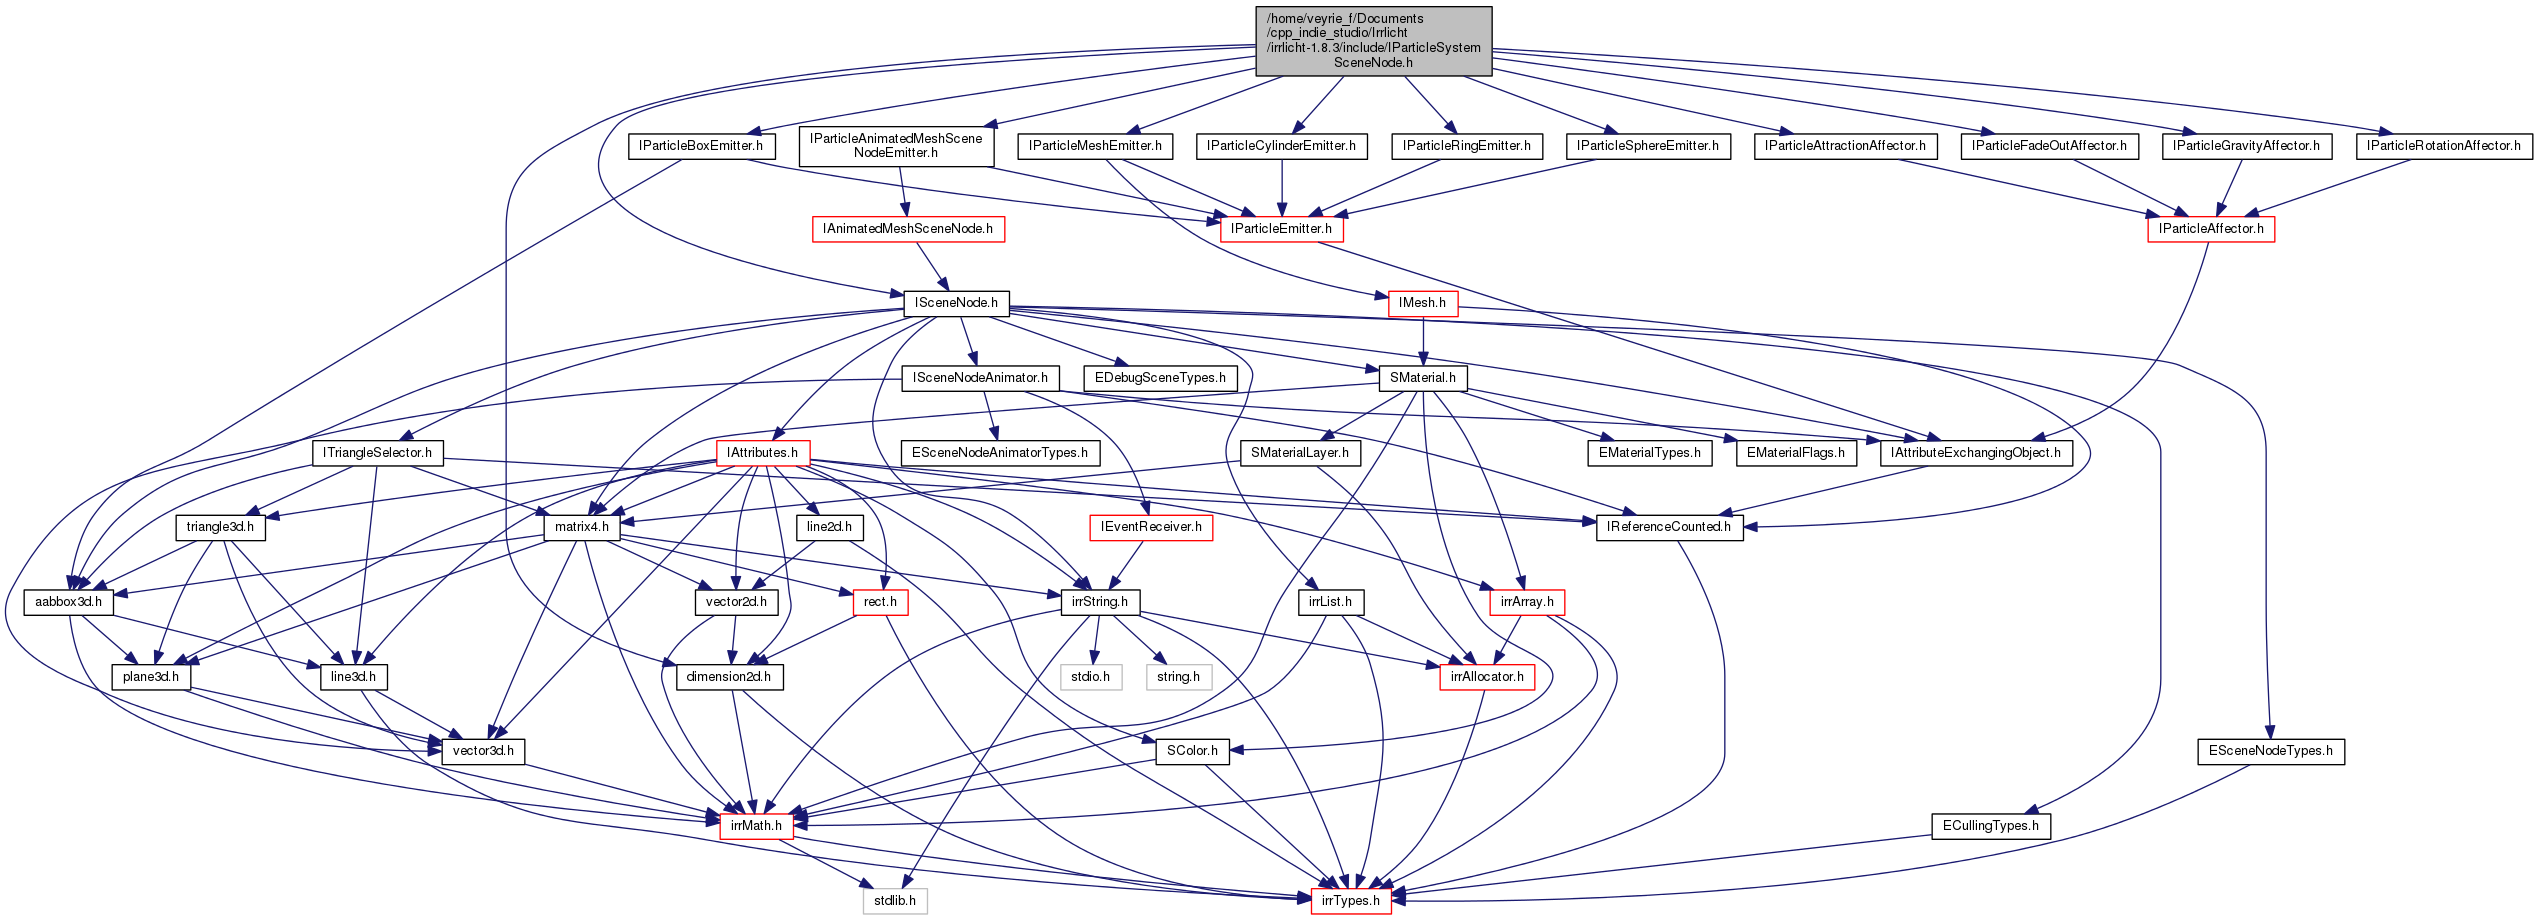 /home/veyrie_f/Documents
/cpp_indie_studio/Irrlicht
/irrlicht-1.8.3/include/IParticleSystem
SceneNode.h
IParticleBoxEmitter.h
IParticleAnimatedMeshScene
NodeEmitter.h
IParticleMeshEmitter.h
IParticleCylinderEmitter.h
IParticleRingEmitter.h
IParticleSphereEmitter.h
IParticleAttractionAffector.h
IParticleFadeOutAffector.h
IParticleGravityAffector.h
IParticleRotationAffector.h
IAnimatedMeshSceneNode.h
IParticleEmitter.h
IParticleAffector.h
ISceneNode.h
IMesh.h
ISceneNodeAnimator.h
EDebugSceneTypes.h
SMaterial.h
ITriangleSelector.h
IAttributes.h
ESceneNodeAnimatorTypes.h
SMaterialLayer.h
EMaterialTypes.h
EMaterialFlags.h
IAttributeExchangingObject.h
triangle3d.h
matrix4.h
line2d.h
IEventReceiver.h
IReferenceCounted.h
aabbox3d.h
vector2d.h
rect.h
irrString.h
irrList.h
irrArray.h
plane3d.h
line3d.h
dimension2d.h
stdio.h
string.h
irrAllocator.h
vector3d.h
SColor.h
ESceneNodeTypes.h
irrMath.h
ECullingTypes.h
stdlib.h
irrTypes.h